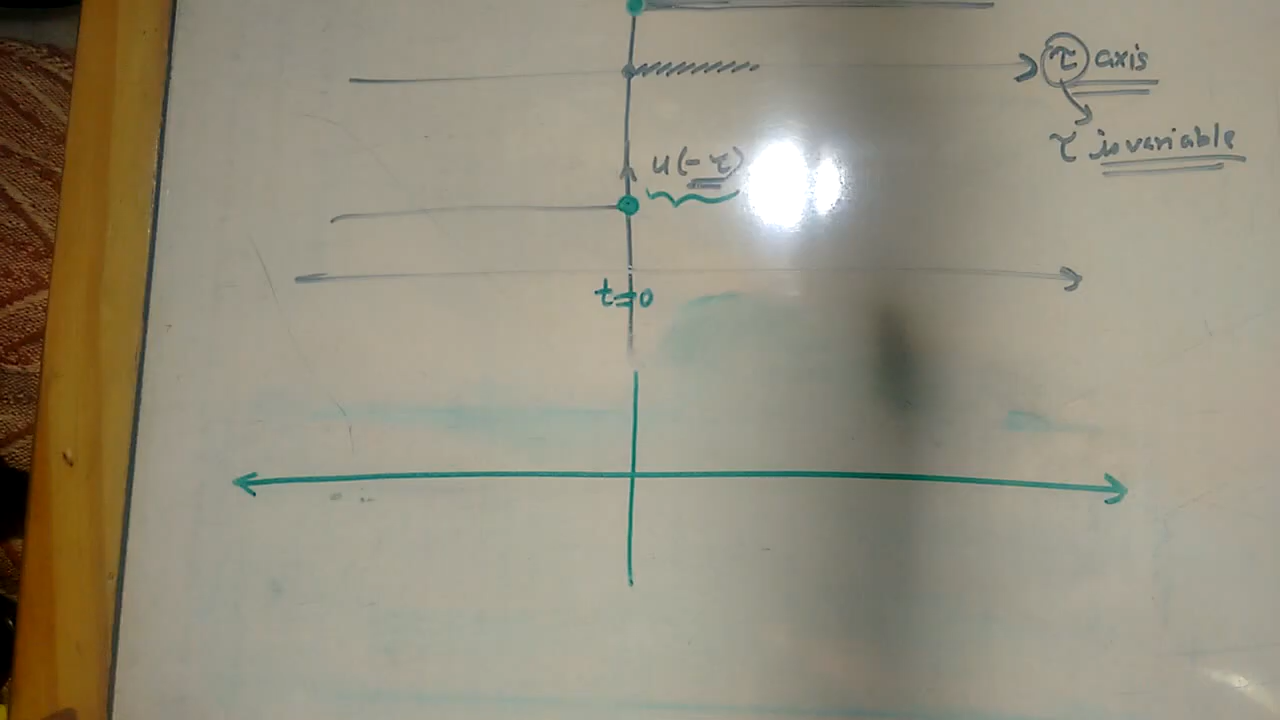 τ axis
τ is variable
u(-τ)
t=0